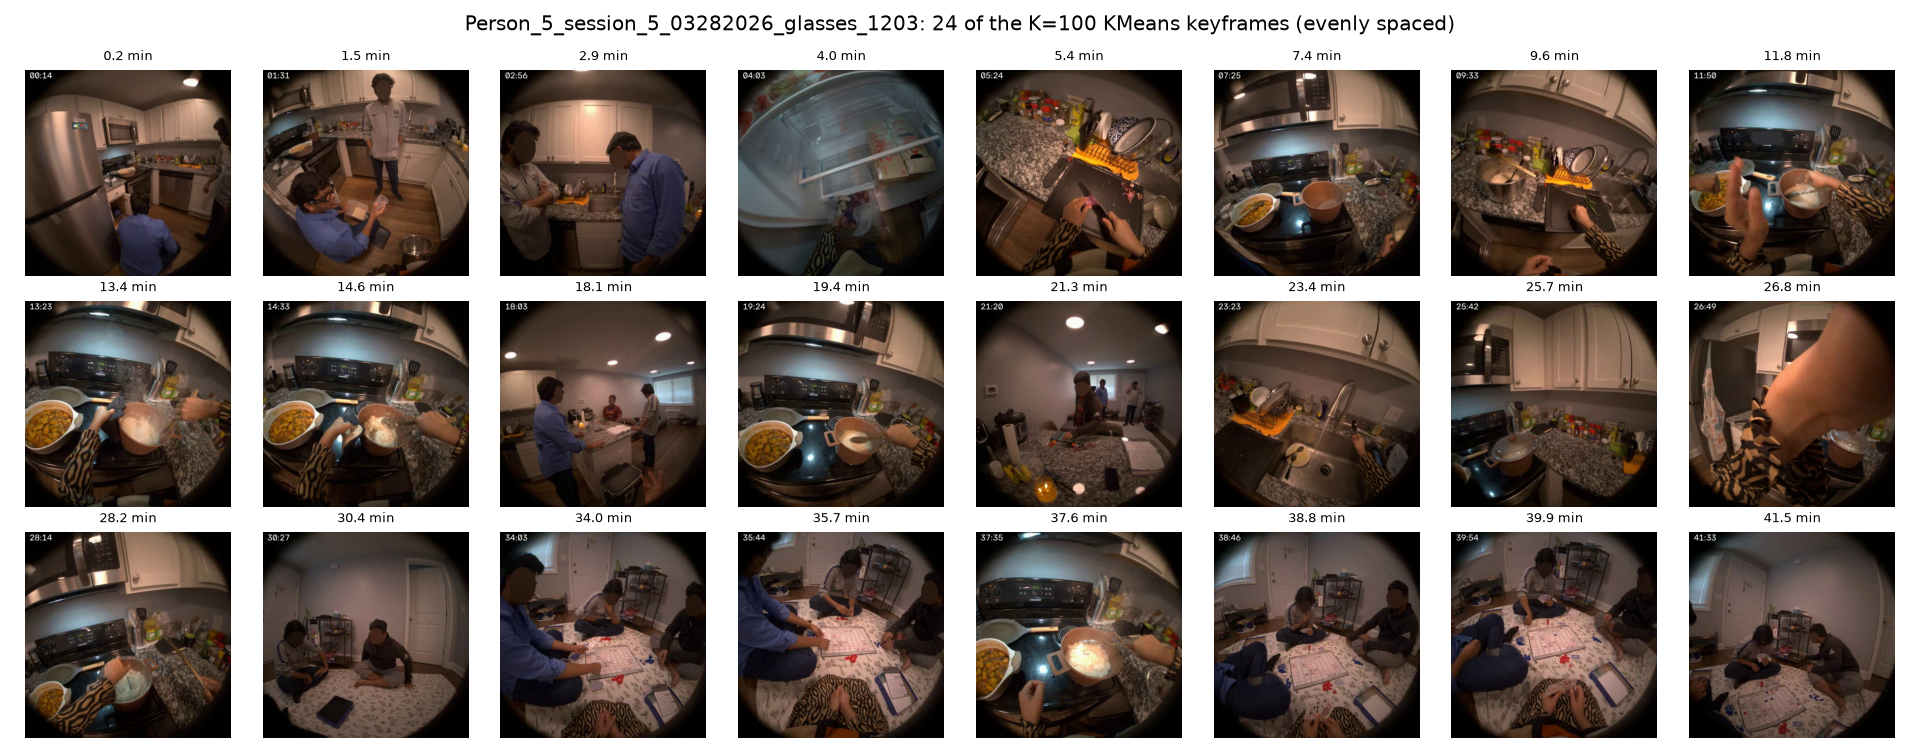 Person_5_session_5_03282026_glasses_1203: 24 of the K=100 KMeans keyframes (evenly spaced)
0.2 min
1.5 min
2.9 min
4.0 min
5.4 min
7.4 min
9.6 min
11.8 min
00:14
01:31
02:56
04:03
05:24
07:25
09:33
11:50
13.4 min
14.6 min
18.1 min
19.4 min
21.3 min
23.4 min
25.7 min
26.8 min
13:23
14:33
18:03
19:24
21:20
23:23
25:42
26:49
28.2 min
30.4 min
34.0 min
35.7 min
37.6 min
38.8 min
39.9 min
41.5 min
28:14
30:27
34:03
35:44
37:35
38:46
39:54
41:33